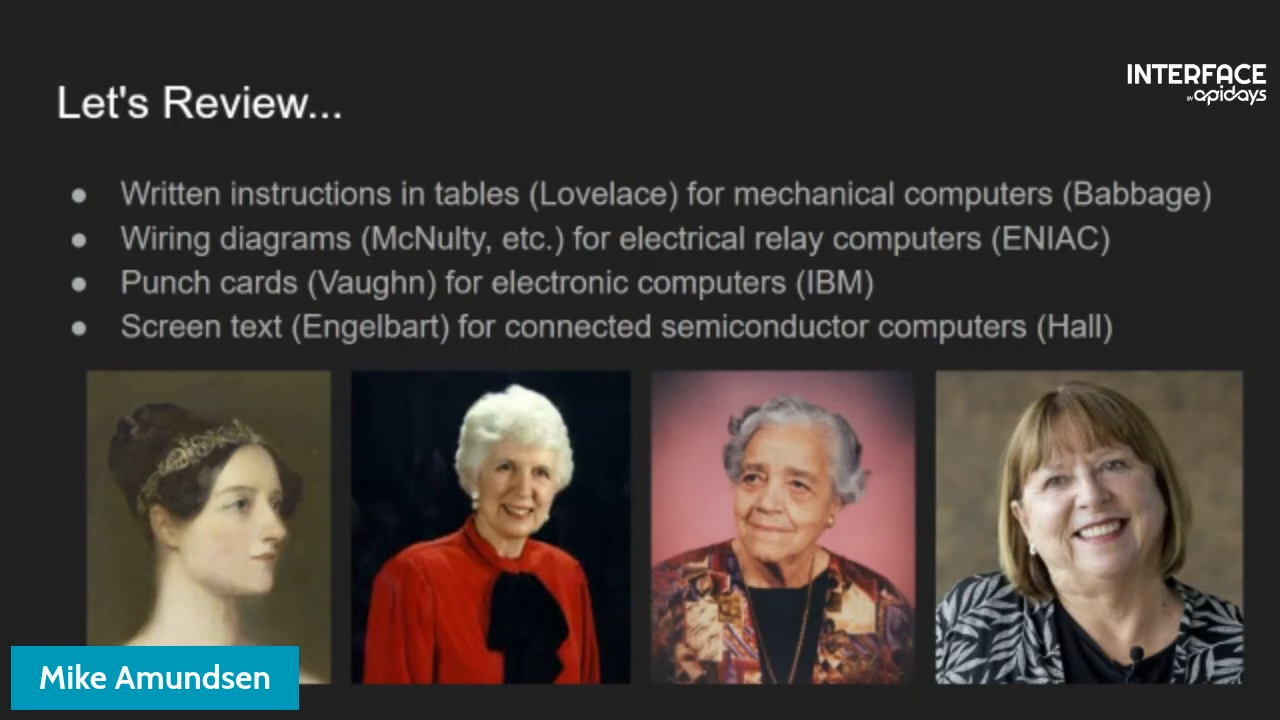 INTERFACE
BY apidays
Let's Review...
● Written instructions in tables (Lovelace) for mechanical computers (Babbage)
● Wiring diagrams (McNulty, etc.) for electrical relay computers (ENIAC)
● Punch cards (Vaughn) for electronic computers (IBM)
● Screen text (Engelbart) for connected semiconductor computers (Hall)
Mike Amundsen